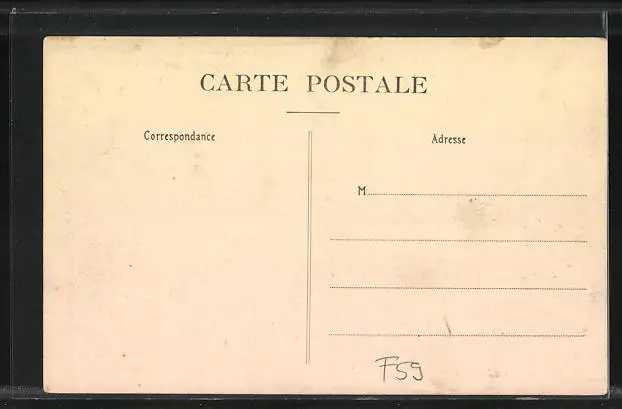 CARTE POSTALE
Correspondance
Adresse
M
F59